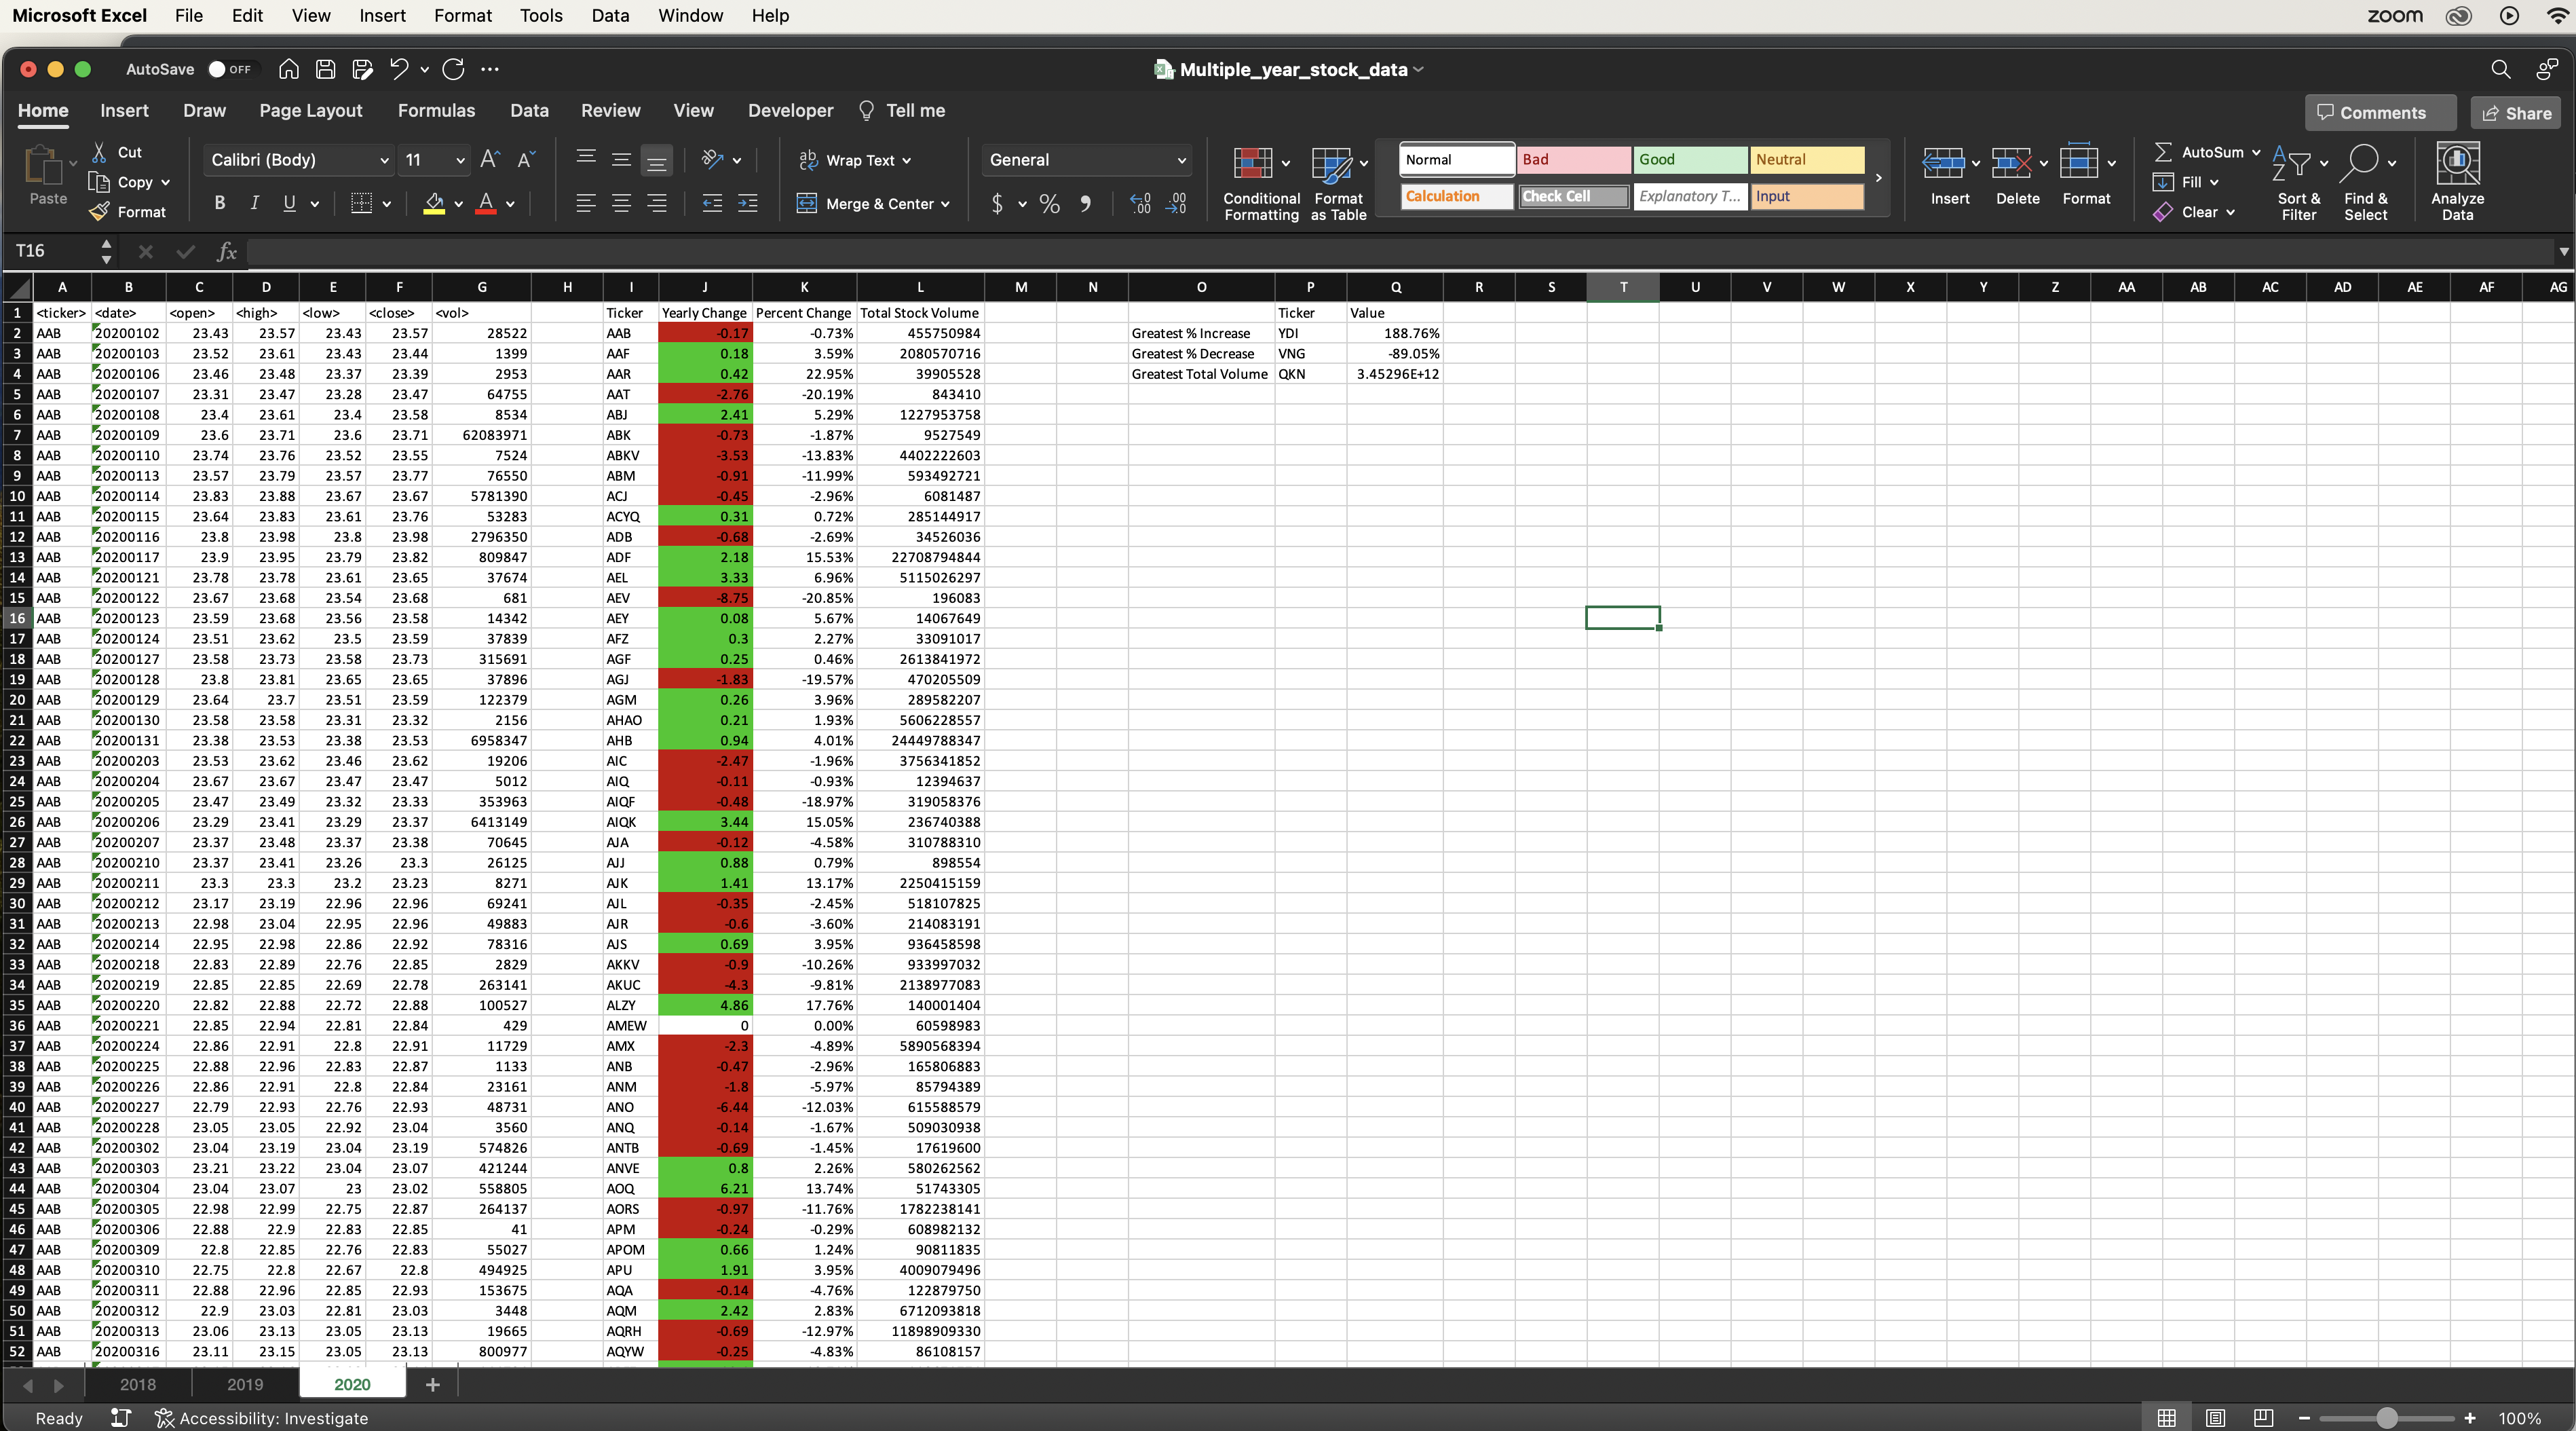 Microsoft Excel File Edit View Insert Format Tools Data Window Help zoom
AutoSave OFF Multiple_year_stock_data
Home Insert Draw Page Layout Formulas Data Review View Developer Tell me Comments Share
Paste Cut Copy Format Calibri (Body) 11 B I U A Wrap Text Merge & Center General $ % Conditional Formatting Format as Table Normal Bad Good Neutral Calculation Check Cell Explanatory T... Input Insert Delete Format AutoSum Fill Clear Sort & Filter Find & Select Analyze Data
T16 fx
A B C D E F G H I J K L M N O P Q R S T U V W X Y Z AA AB AC AD AE AF AG
1 <ticker> <date> <open> <high> <low> <close> <vol> Ticker Yearly Change Percent Change Total Stock Volume Ticker Value
2 AAB 20200102 23.43 23.57 23.43 23.57 28522 AAB -0.17 -0.73% 455750984 Greatest % Increase YDI 188.76%
3 AAB 20200103 23.52 23.61 23.43 23.44 1399 AAF 0.18 3.59% 2080570716 Greatest % Decrease VNG -89.05%
4 AAB 20200106 23.46 23.48 23.37 23.39 2953 AAR 0.42 22.95% 39905528 Greatest Total Volume QKN 3.45296E+12
5 AAB 20200107 23.31 23.47 23.28 23.47 64755 AAT -2.76 -20.19% 843410
6 AAB 20200108 23.4 23.61 23.4 23.58 8534 ABJ 2.41 5.29% 1227953758
7 AAB 20200109 23.6 23.71 23.6 23.71 62083971 ABK -0.73 -1.87% 9527549
8 AAB 20200110 23.74 23.76 23.52 23.55 7524 ABKV -3.53 -13.83% 4402222603
9 AAB 20200113 23.57 23.79 23.57 23.77 76550 ABM -0.91 -11.99% 593492721
10 AAB 20200114 23.83 23.88 23.67 23.67 5781390 ACJ -0.45 -2.96% 6081487
11 AAB 20200115 23.64 23.83 23.61 23.76 53283 ACYQ 0.31 0.72% 285144917
12 AAB 20200116 23.8 23.98 23.8 23.98 2796350 ADB -0.68 -2.69% 34526036
13 AAB 20200117 23.9 23.95 23.79 23.82 809847 ADF 2.18 15.53% 22708794844
14 AAB 20200121 23.78 23.78 23.61 23.65 37674 AEL 3.33 6.96% 5115026297
15 AAB 20200122 23.67 23.68 23.54 23.68 681 AEV -8.75 -20.85% 196083
16 AAB 20200123 23.59 23.68 23.56 23.58 14342 AEY 0.08 5.67% 14067649
17 AAB 20200124 23.51 23.62 23.5 23.59 37839 AFZ 0.3 2.27% 33091017
18 AAB 20200127 23.58 23.73 23.58 23.73 315691 AGF 0.25 0.46% 2613841972
19 AAB 20200128 23.8 23.81 23.65 23.65 37896 AGJ -1.83 -19.57% 470205509
20 AAB 20200129 23.64 23.7 23.51 23.59 122379 AGM 0.26 3.96% 289582207
21 AAB 20200130 23.58 23.58 23.31 23.32 2156 AHAO 0.21 1.93% 5606228557
22 AAB 20200131 23.38 23.53 23.38 23.53 6958347 AHB 0.94 4.01% 24449788347
23 AAB 20200203 23.53 23.62 23.46 23.62 19206 AIC -2.47 -1.96% 3756341852
24 AAB 20200204 23.67 23.67 23.47 23.47 5012 AIQ -0.11 -0.93% 12394637
25 AAB 20200205 23.47 23.49 23.32 23.33 353963 AIQF -0.48 -18.97% 319058376
26 AAB 20200206 23.29 23.41 23.29 23.37 6413149 AIQK 3.44 15.05% 236740388
27 AAB 20200207 23.37 23.48 23.37 23.38 70645 AJA -0.12 -4.58% 310788310
28 AAB 20200210 23.37 23.41 23.26 23.3 26125 AJJ 0.88 0.79% 898554
29 AAB 20200211 23.3 23.3 23.2 23.23 8271 AJK 1.41 13.17% 2250415159
30 AAB 20200212 23.17 23.19 22.96 22.96 69241 AJL -0.35 -2.45% 518107825
31 AAB 20200213 22.98 23.04 22.95 22.96 49883 AJR -0.6 -3.60% 214083191
32 AAB 20200214 22.95 22.98 22.86 22.92 78316 AJS 0.69 3.95% 936458598
33 AAB 20200218 22.83 22.89 22.76 22.85 2829 AKKV -0.9 -10.26% 933997032
34 AAB 20200219 22.85 22.85 22.69 22.78 263141 AKUC -4.3 -9.81% 2138977083
35 AAB 20200220 22.82 22.88 22.72 22.88 100527 ALZY 4.86 17.76% 140001404
36 AAB 20200221 22.85 22.94 22.81 22.84 429 AMEW 0 0.00% 60598983
37 AAB 20200224 22.86 22.91 22.8 22.91 11729 AMX -2.3 -4.89% 5890568394
38 AAB 20200225 22.88 22.96 22.83 22.87 1133 ANB -0.47 -2.96% 165806883
39 AAB 20200226 22.86 22.91 22.8 22.84 23161 ANM -1.8 -5.97% 85794389
40 AAB 20200227 22.79 22.93 22.76 22.93 48731 ANO -6.44 -12.03% 615588579
41 AAB 20200228 23.05 23.05 22.92 23.04 3560 ANQ -0.14 -1.67% 509030938
42 AAB 20200302 23.04 23.19 23.04 23.19 574826 ANTB -0.69 -1.45% 17619600
43 AAB 20200303 23.21 23.22 23.04 23.07 421244 ANVE 0.8 2.26% 580262562
44 AAB 20200304 23.04 23.07 23 23.02 558805 AOQ 6.21 13.74% 51743305
45 AAB 20200305 22.98 22.99 22.75 22.87 264137 AORS -0.97 -11.76% 1782238141
46 AAB 20200306 22.88 22.9 22.83 22.85 41 APM -0.24 -0.29% 608982132
47 AAB 20200309 22.8 22.85 22.76 22.83 55027 APOM 0.66 1.24% 90811835
48 AAB 20200310 22.75 22.8 22.67 22.8 494925 APU 1.91 3.95% 4009079496
49 AAB 20200311 22.88 22.96 22.85 22.93 153675 AQA -0.14 -4.76% 122879750
50 AAB 20200312 22.9 23.03 22.81 23.03 3448 AQM 2.42 2.83% 6712093818
51 AAB 20200313 23.06 23.13 23.05 23.13 19665 AQRH -0.69 -12.97% 11898909330
52 AAB 20200316 23.11 23.15 23.05 23.13 800977 AQYW -0.25 -4.83% 86108157
2018 2019 2020 +
Ready Accessibility: Investigate 100%